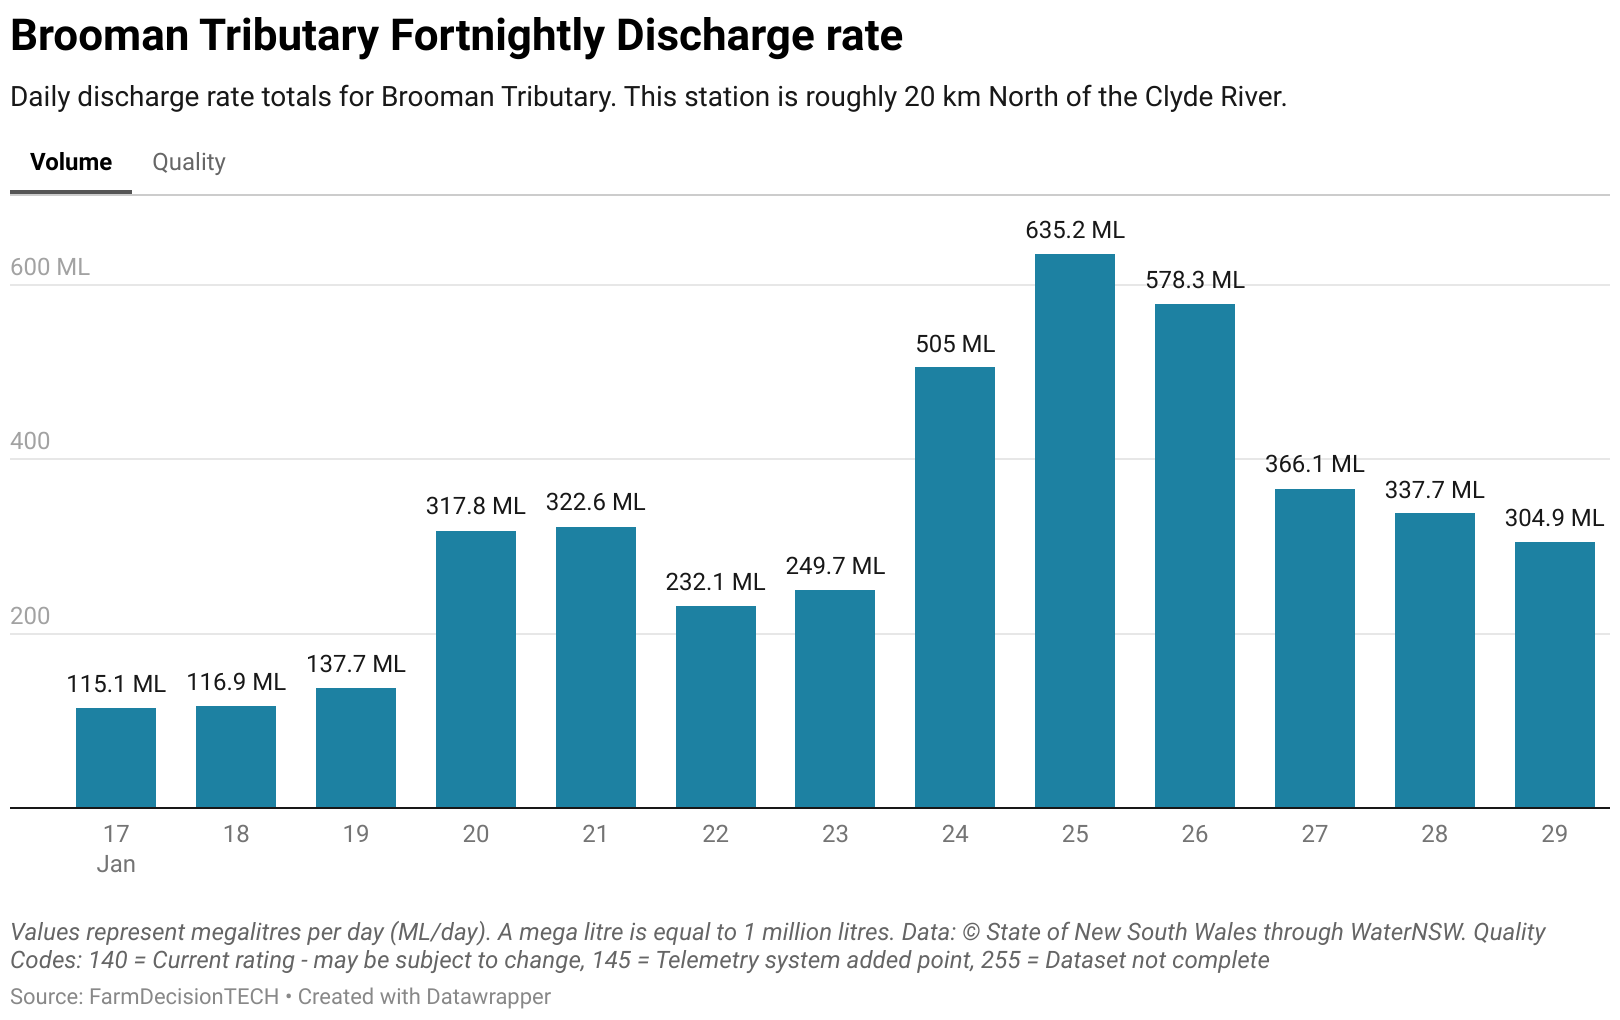 Brooman Tributary Fortnightly Discharge rate
Daily discharge rate totals for Brooman Tributary. This station is roughly 20 km North of the Clyde River.
Volume Quality
635.2 ML
600 ML
578.3 ML
505 ML
400
366.1 ML
337.7 ML
322.6 ML
317.8 ML
304.9 ML
249.7 ML
232.1 ML
200
137.7 ML
116.9 ML
115.1 ML
17 18 19 20 21 22 23 24 25 26 27 28 29
Jan
Values represent megalitres per day (ML/day). A mega litre is equal to 1 million litres. Data: © State of New South Wales through WaterNSW. Quality
Codes: 140 = Current rating - may be subject to change, 145 = Telemetry system added point, 255 = Dataset not complete
Source: FarmDecisionTECH • Created with Datawrapper